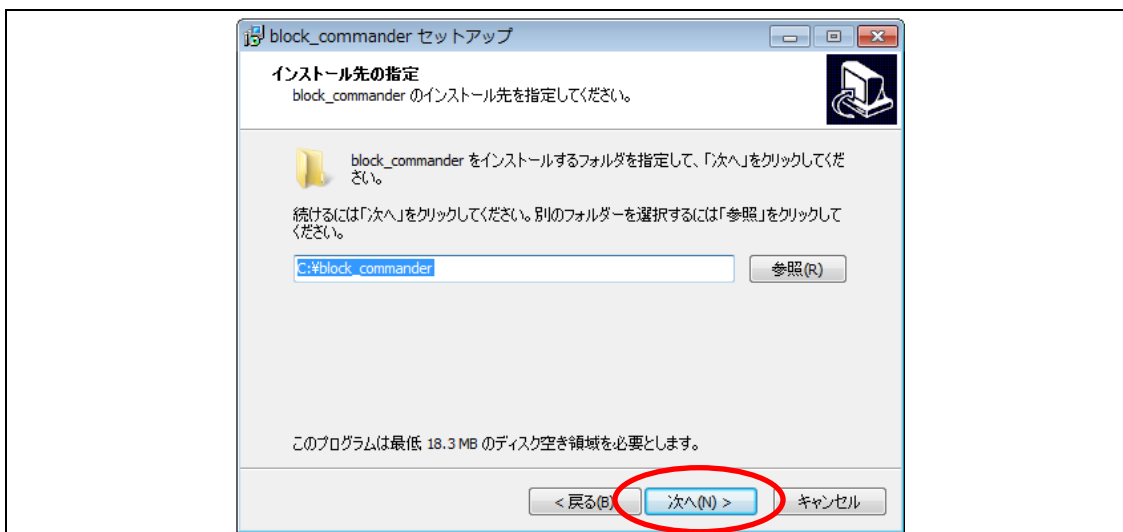 block_commander セットアップ
インストール先の指定
block_commander のインストール先を指定してください。
block_commander をインストールするフォルダを指定して、「次へ」をクリックしてくだ
さい。
続けるには「次へ」をクリックしてください。別のフォルダーを選択するには「参照」をクリックして
ください。
C:¥block_commander
参照(R)
このプログラムは最低 18.3 MB のディスク空き領域を必要とします。
< 戻る(B)
次へ(N) >
キャンセル